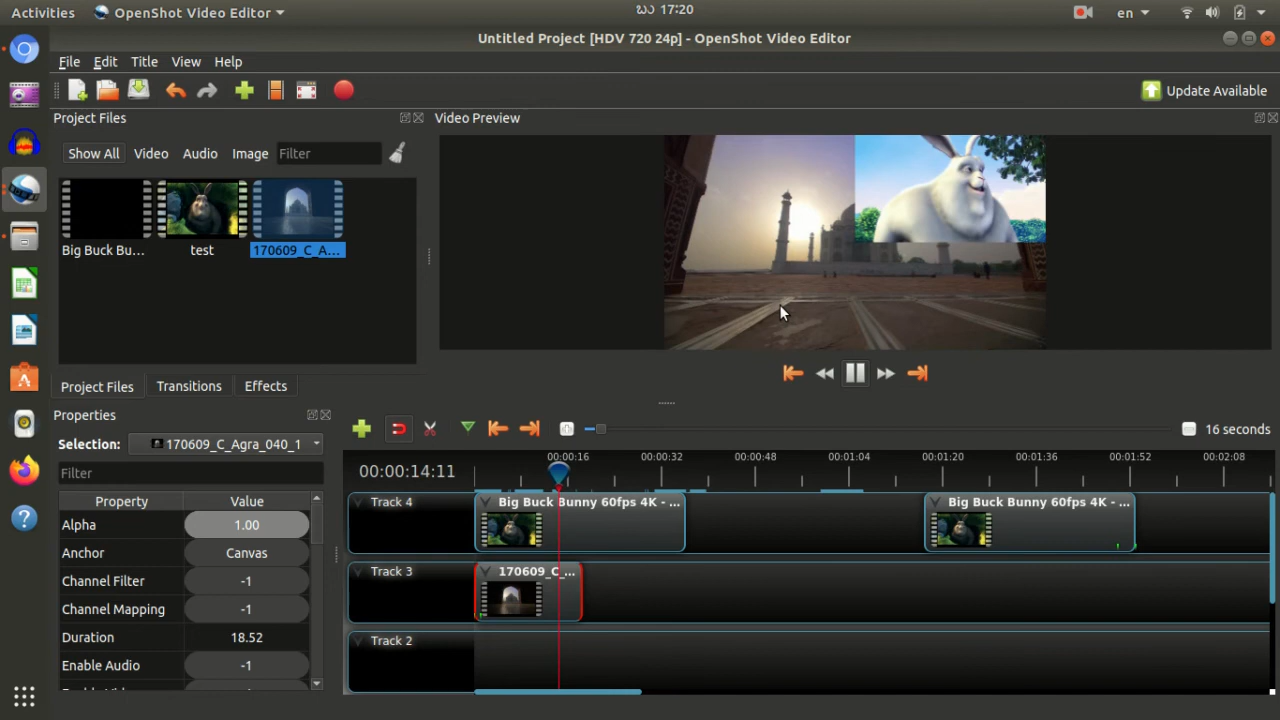 Activities OpenShot Video Editor ວາ 17:20 en
Untitled Project [HDV 720 24p] - OpenShot Video Editor
File Edit Title View Help
Update Available
Project Files Video Preview
Show All Video Audio Image Filter
Big Buck Bu... test 170609_C_A...
Project Files Transitions Effects
Properties
Selection: 170609_C_Agra_040_1 16 seconds
Filter
00:00:14:11 00:00:16 00:00:32 00:00:48 00:01:04 00:01:20 00:01:36 00:01:52 00:02:08
Property Value
Alpha 1.00
Anchor Canvas
Channel Filter -1
Channel Mapping -1
Duration 18.52
Enable Audio -1
Track 4 Big Buck Bunny 60fps 4K - ... Big Buck Bunny 60fps 4K - ...
Track 3 170609_C_...
Track 2